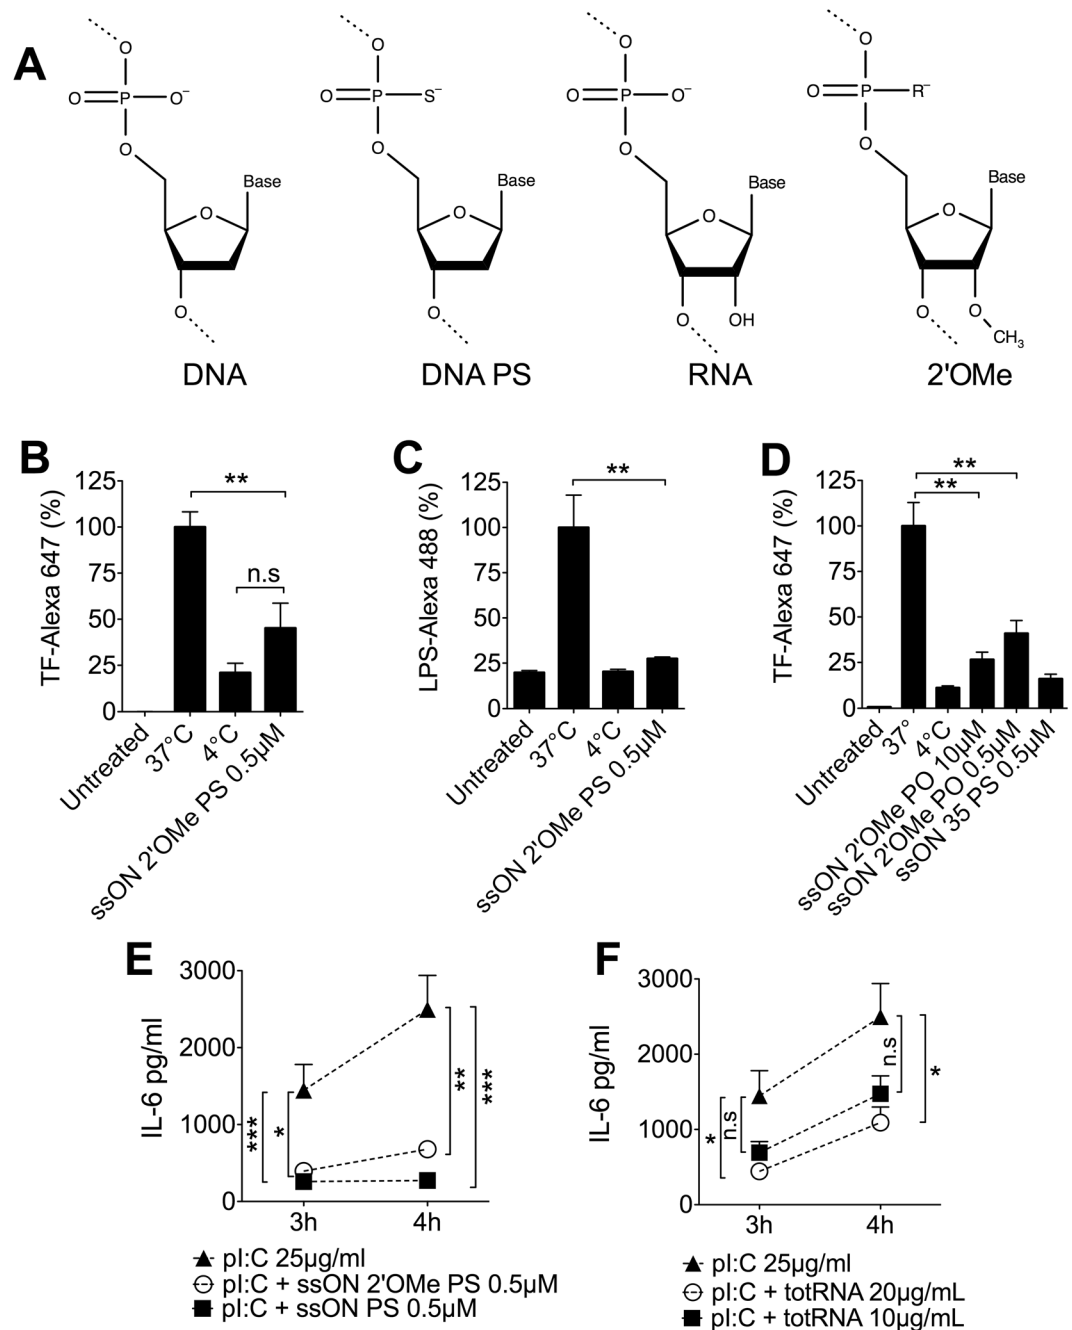 A
O
O
O
O
O=P-O⁻
O=P-S⁻
O=P-O⁻
O=P-R⁻
O
O
O
O
Base
Base
Base
Base
O
O
O
O
O
O
O OH
O O
CH3
DNA
DNA PS
RNA
2'OMe
B
TF-Alexa 647 (%)
125
100
75
50
25
0
**
n.s
Untreated
37°C
4°C
ssON 2'OMe PS 0.5µM
C
LPS-Alexa 488 (%)
125
100
75
50
25
0
**
Untreated
37°C
4°C
ssON 2'OMe PS 0.5µM
D
TF-Alexa 647 (%)
125
100
75
50
25
0
**
**
Untreated
37°
4°C
ssON 2'OMe PO 10µM
ssON 2'OMe PO 0.5µM
ssON 35 PS 0.5µM
E
IL-6 pg/ml
3000
2000
1000
0
***
*
**
***
3h
4h
pI:C 25µg/ml
pI:C + ssON 2'OMe PS 0.5µM
pI:C + ssON PS 0.5µM
F
IL-6 pg/ml
3000
2000
1000
0
*
n.s
n.s
*
3h
4h
pI:C 25µg/ml
pI:C + totRNA 20µg/mL
pI:C + totRNA 10µg/mL